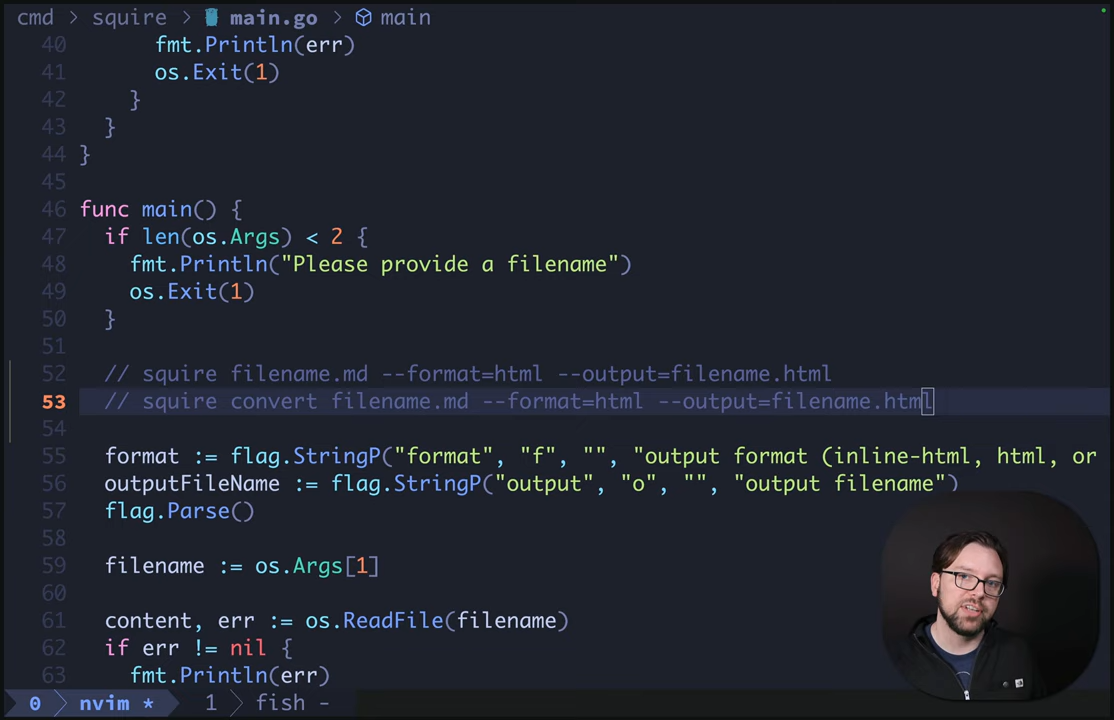 cmd > squire > main.go > main
40 fmt.Println(err)
41 os.Exit(1)
42 }
43 }
44 }
45
46 func main() {
47 if len(os.Args) < 2 {
48 fmt.Println("Please provide a filename")
49 os.Exit(1)
50 }
51
52 // squire filename.md --format=html --output=filename.html
53 // squire convert filename.md --format=html --output=filename.html
54
55 format := flag.StringP("format", "f", "", "output format (inline-html, html, or
56 outputFileName := flag.StringP("output", "o", "", "output filename")
57 flag.Parse()
58
59 filename := os.Args[1]
60
61 content, err := os.ReadFile(filename)
62 if err != nil {
63 fmt.Println(err)
0 nvim * 1 fish -